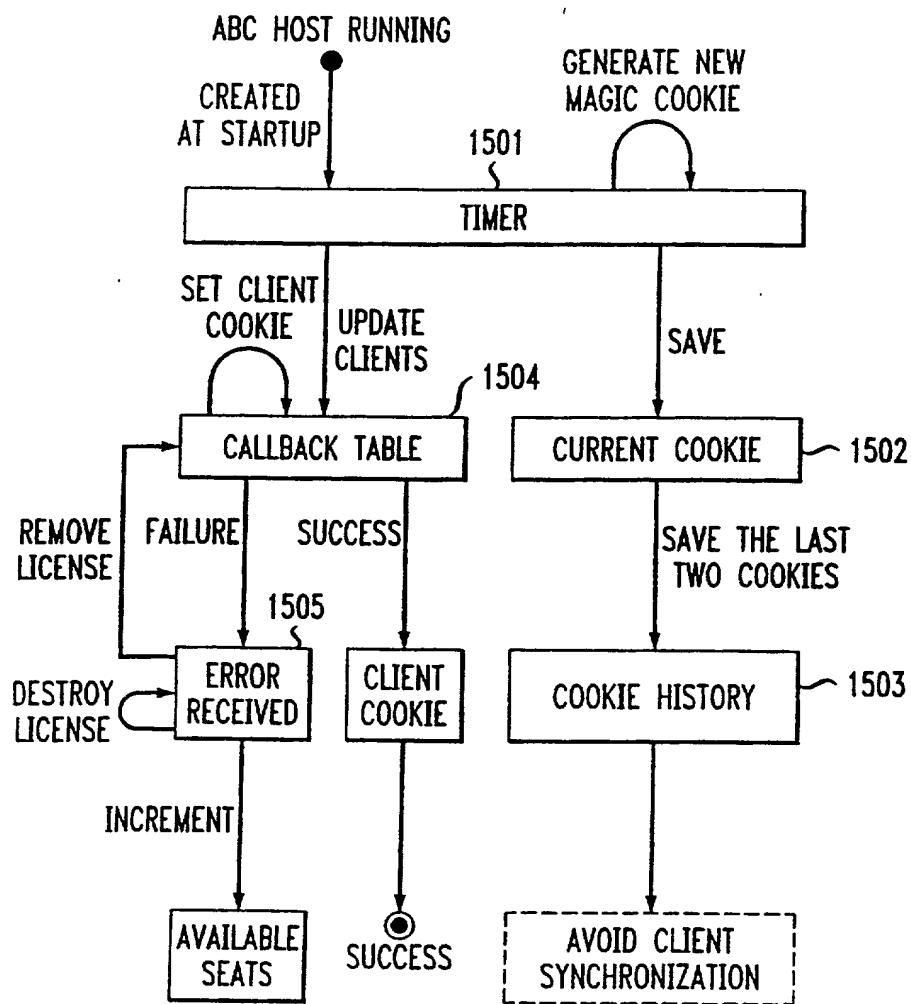 ABC HOST RUNNING
CREATED
AT STARTUP
GENERATE NEW
MAGIC COOKIE
1501
TIMER
SET CLIENT
COOKIE
UPDATE
CLIENTS
SAVE
1504
CALLBACK TABLE
CURRENT COOKIE
1502
REMOVE
LICENSE
FAILURE
SUCCESS
SAVE THE LAST
TWO COOKIES
1505
ERROR
RECEIVED
CLIENT
COOKIE
COOKIE HISTORY
1503
DESTROY
LICENSE
INCREMENT
AVAILABLE
SEATS
SUCCESS
AVOID CLIENT
SYNCHRONIZATION